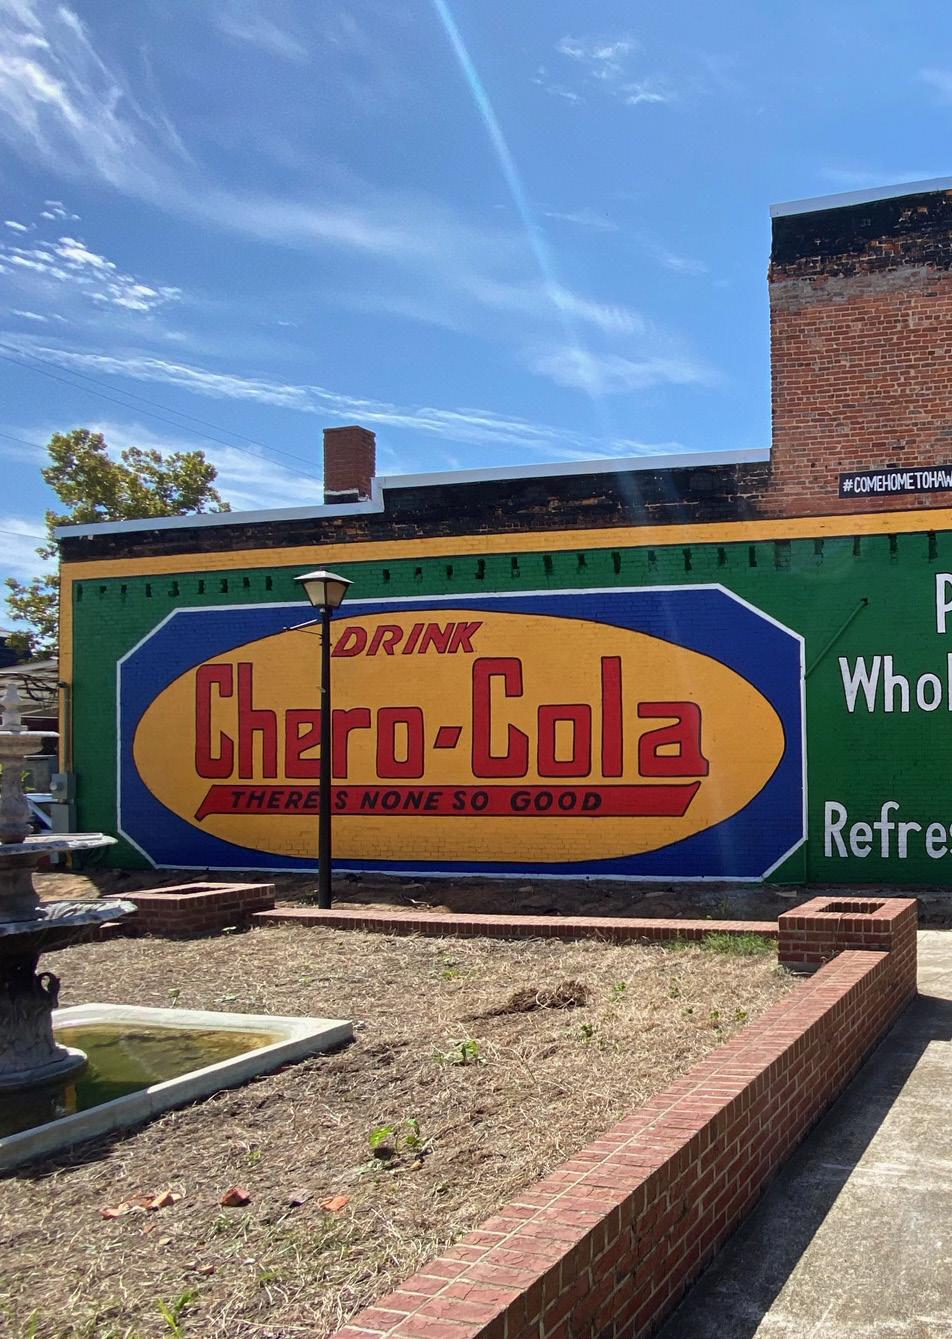 #COMEHOMETOHAW
DRINK
Chero-Cola
THERE'S NONE SO GOOD
P
Whol
Refres